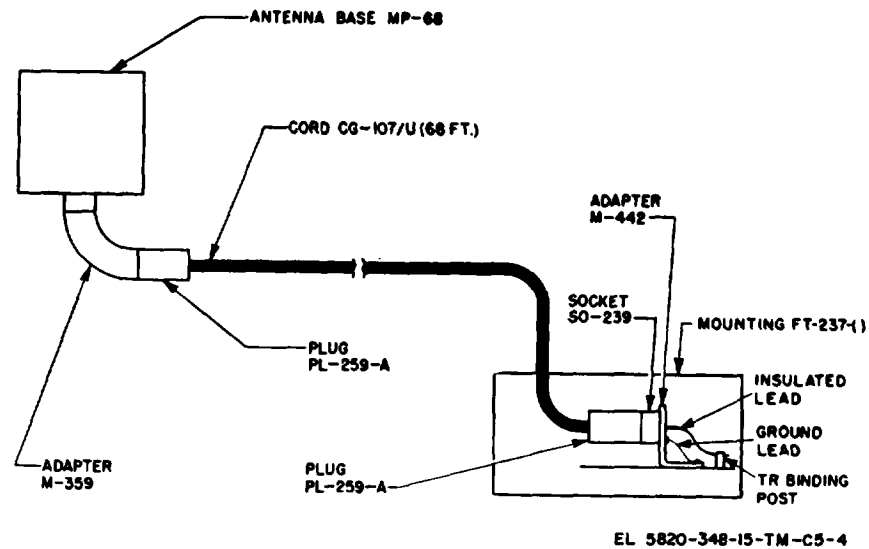 ANTENNA BASE MP-68
CORD CG-107/U (68 FT.)
ADAPTER
M-442
SOCKET
SO-239
MOUNTING FT-237-( )
PLUG
PL-259-A
INSULATED
LEAD
GROUND
LEAD
ADAPTER
M-359
PLUG
PL-259-A
TR BINDING
POST
EL 5820-348-15-TM-C5-4